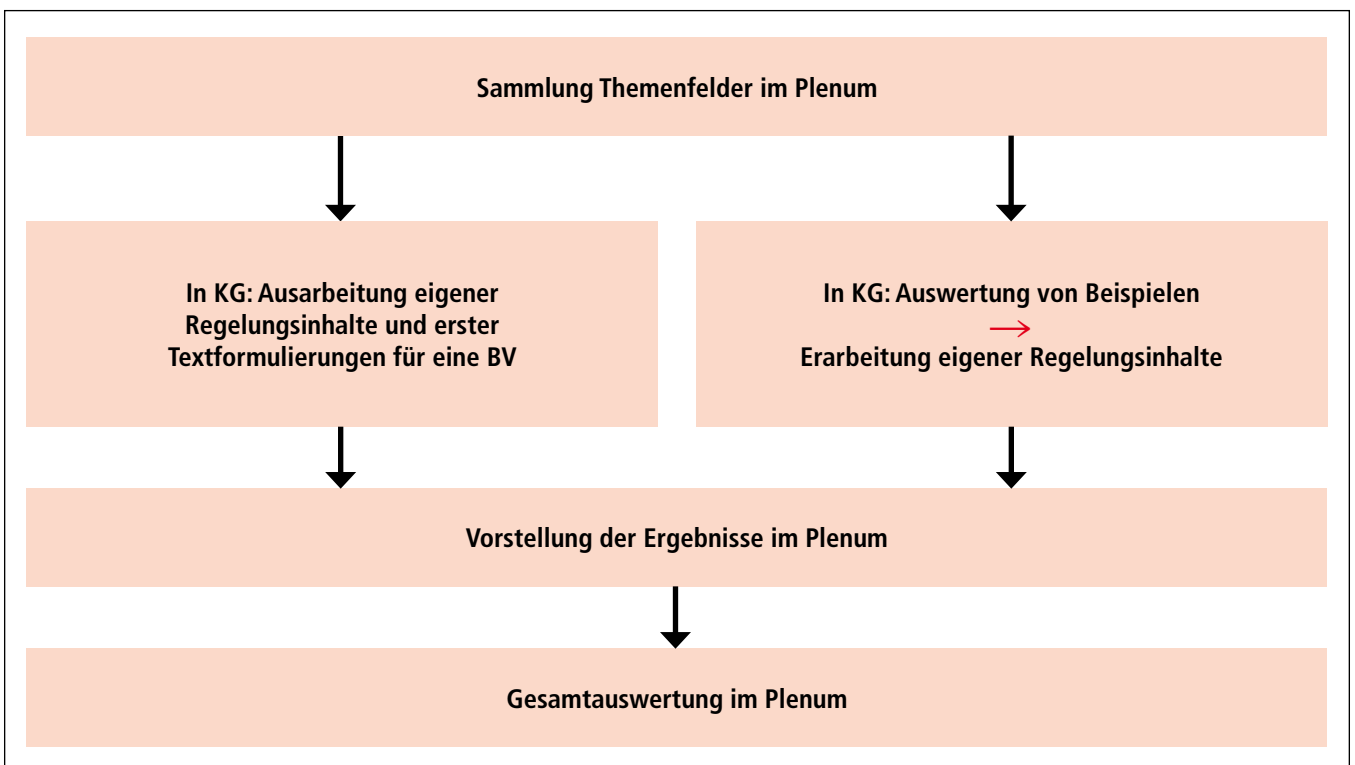 Sammlung Themenfelder im Plenum
In KG: Ausarbeitung eigener
Regelungsinhalte und erster
Textformulierungen für eine BV
In KG: Auswertung von Beispielen
→
Erarbeitung eigener Regelungsinhalte
Vorstellung der Ergebnisse im Plenum
Gesamtauswertung im Plenum